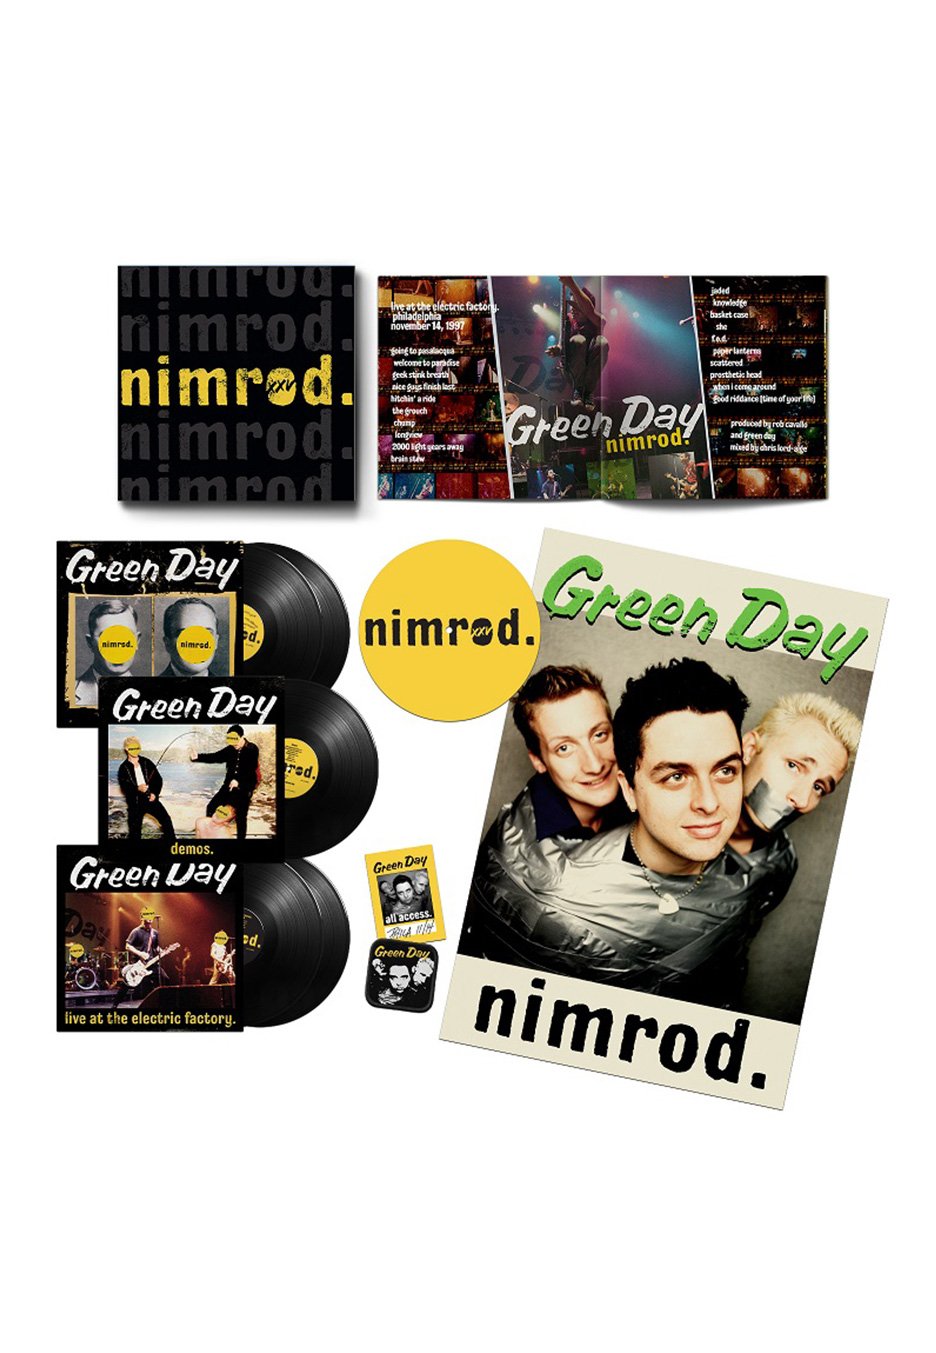 nimrod.
nimrod.
nimrod.
xxv
nimrod.
nimrod.
live at the electric factory.
philadelphia
november 14, 1997
going to pasalacqua
welcome to paradise
geek stink breath
nice guys finish last
hitchin' a ride
the grouch
chump
longview
2000 light years away
brain stew
Green Day
nimrod.
jaded
knowledge
basket case
she
f.o.d.
paper lanterns
scattered
prosthetic head
when i come around
good riddance (time of your life)
produced by rob cavallo
and green day
mixed by chris lord-alge
Green Day
nimrod.
nimrod.
nimrod.
xxv
Green Day
nimrod.
Green Day
demos.
Green Day
live at the electric factory.
Green Day
all access.
PHILA 11/14
Green Day